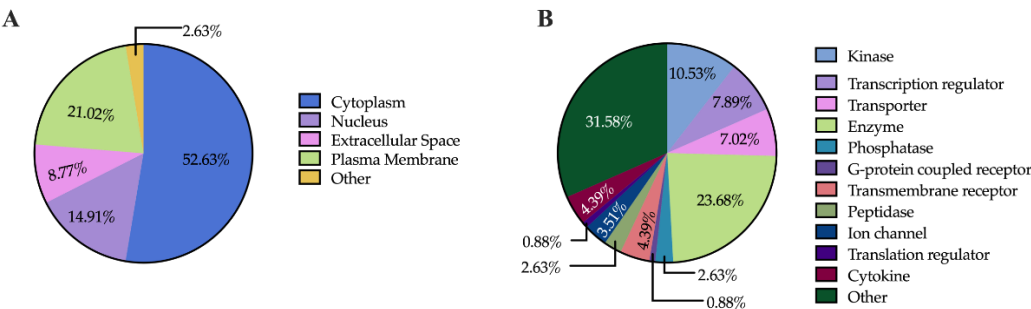 A
2.63%
21.02%
8.77%
14.91%
52.63%
Cytoplasm
Nucleus
Extracellular Space
Plasma Membrane
Other
B
10.53%
7.89%
7.02%
23.68%
2.63%
0.88%
4.39%
2.63%
3.51%
0.88%
4.39%
31.58%
Kinase
Transcription regulator
Transporter
Enzyme
Phosphatase
G-protein coupled receptor
Transmembrane receptor
Peptidase
Ion channel
Translation regulator
Cytokine
Other